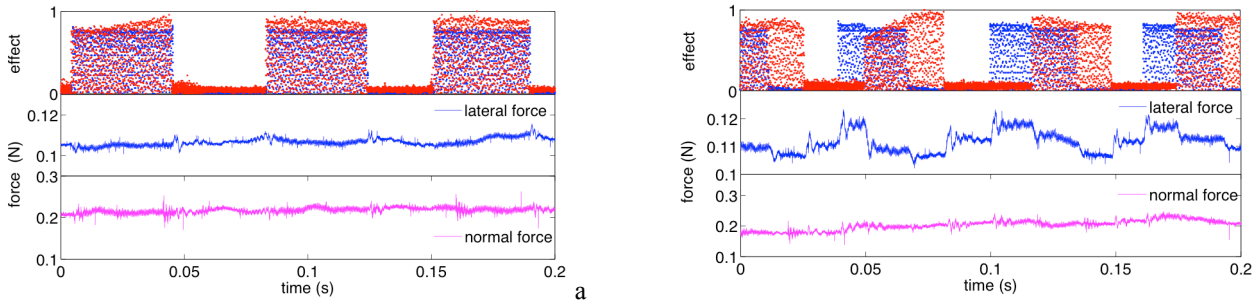 1
effect
0
0.12
lateral force
0.1
force (N)
0.3
0.2
normal force
0.1
0 0.05 0.1 0.15 0.2
time (s)
a
0
effect
1
lateral force
0.12
0.11
0.1
force (N)
0.3
normal force
0.2
0.1
0 0.05 0.1 0.15 0.2
time (s)